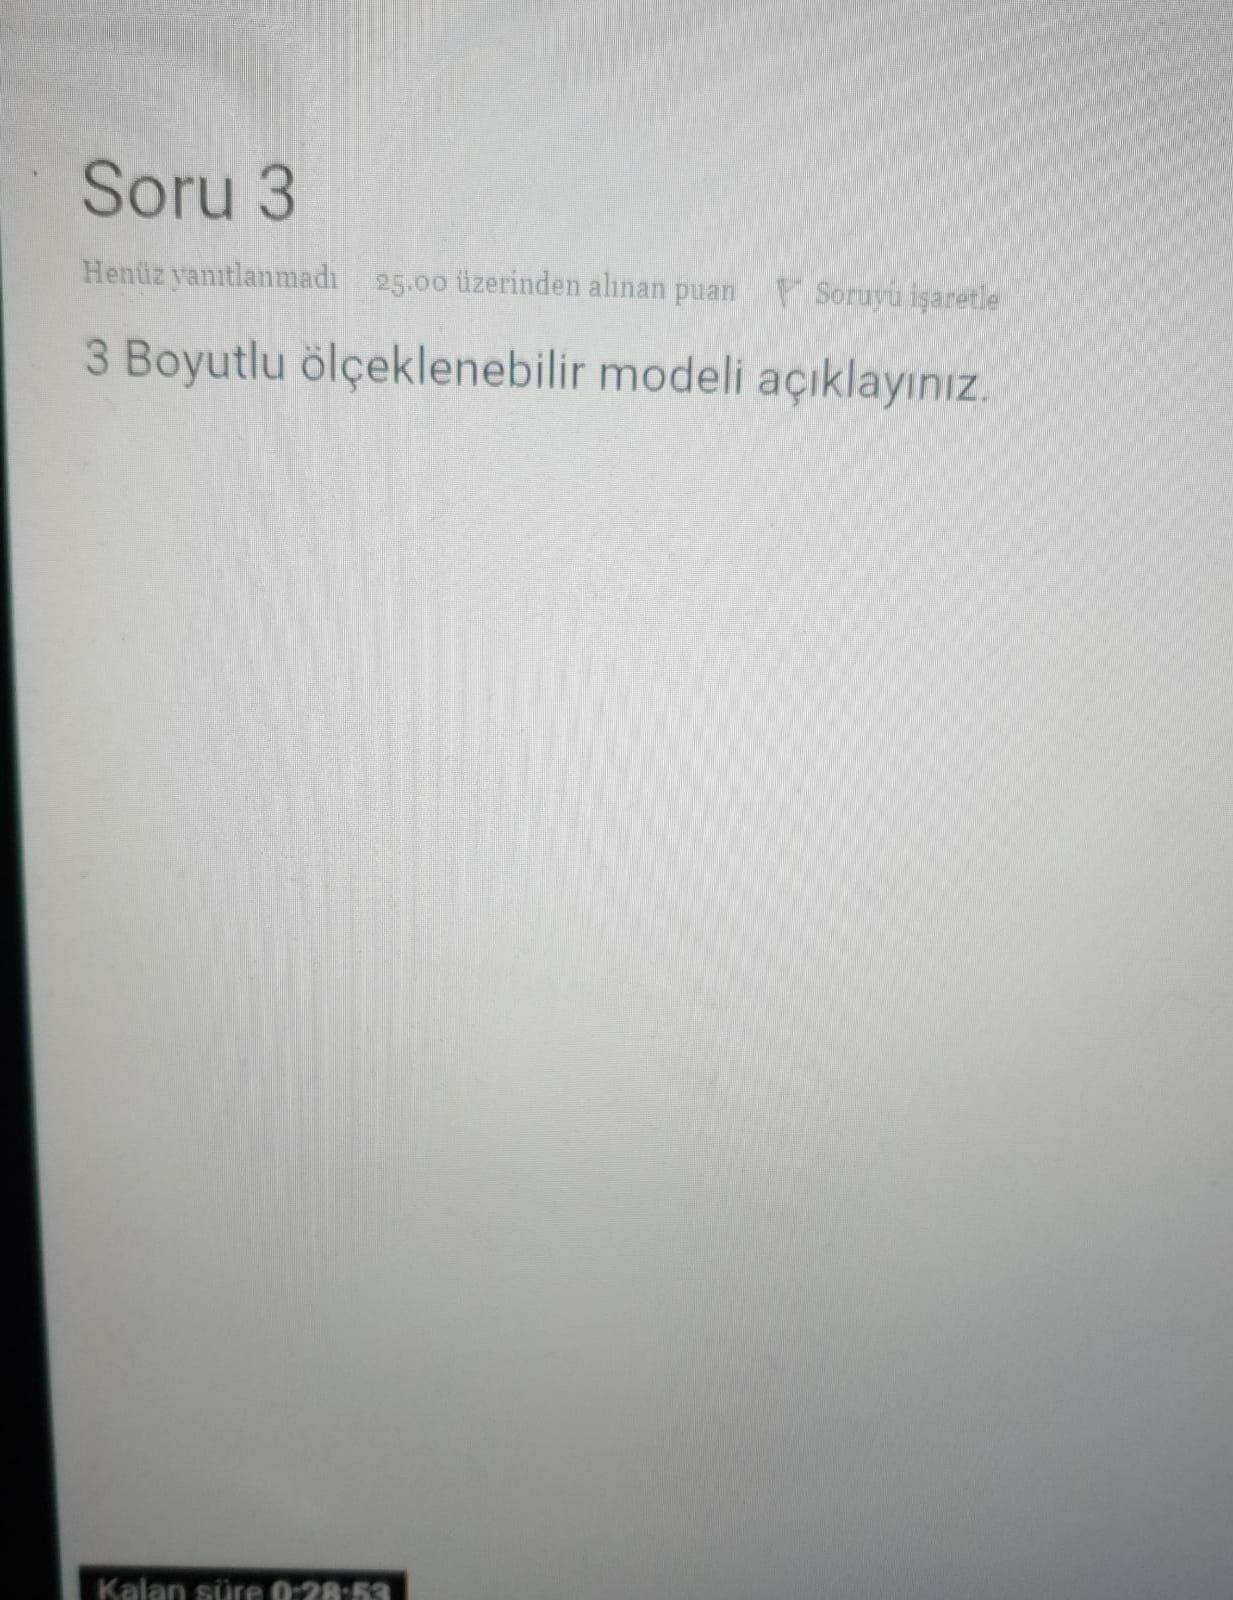 Soru 3
Henüz yanıtlanmadı 25,00 üzerinden alınan puan Soruyu işaretle
3 Boyutlu ölçeklenebilir modeli açıklayınız.
Kalan süre 0:28:53